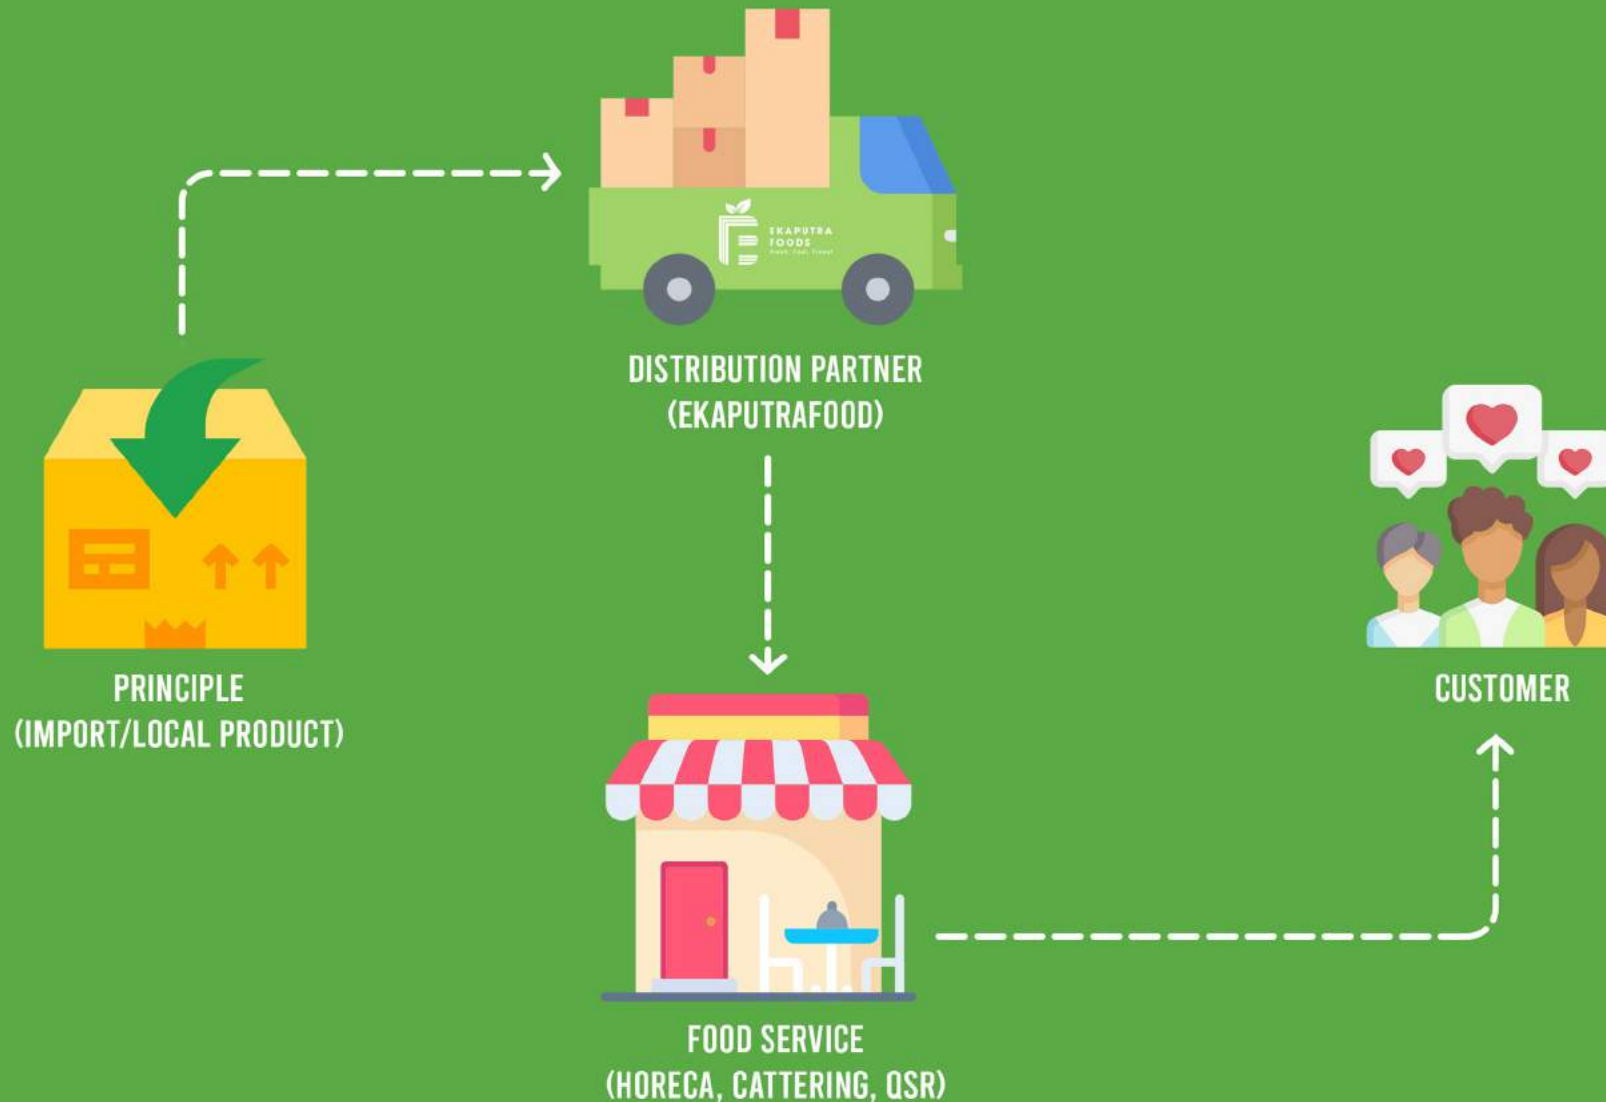 EKAPUTRA
FOODS
DISTRIBUTION PARTNER
(EKAPUTRAFOOD)
PRINCIPLE
(IMPORT/LOCAL PRODUCT)
CUSTOMER
FOOD SERVICE
(HORECA, CATTERING, QSR)